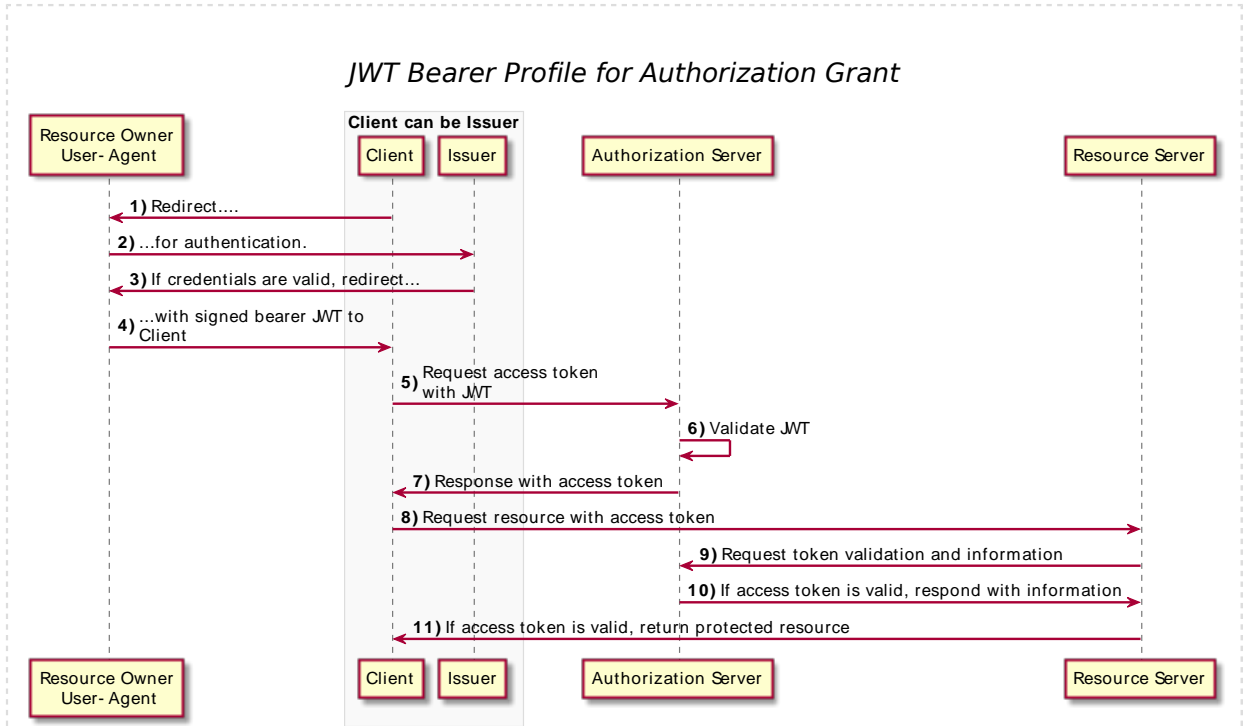 JWT Bearer Profile for Authorization Grant
Client can be Issuer
Resource Owner
User- Agent
Client
Issuer
Authorization Server
Resource Server
1) Redirect....
2) ...for authentication.
3) If credentials are valid, redirect...
4) ...with signed bearer JWT to
Client
5) Request access token
with JWT
6) Validate JWT
7) Response with access token
8) Request resource with access token
9) Request token validation and information
10) If access token is valid, respond with information
11) If access token is valid, return protected resource
Resource Owner
User- Agent
Client
Issuer
Authorization Server
Resource Server